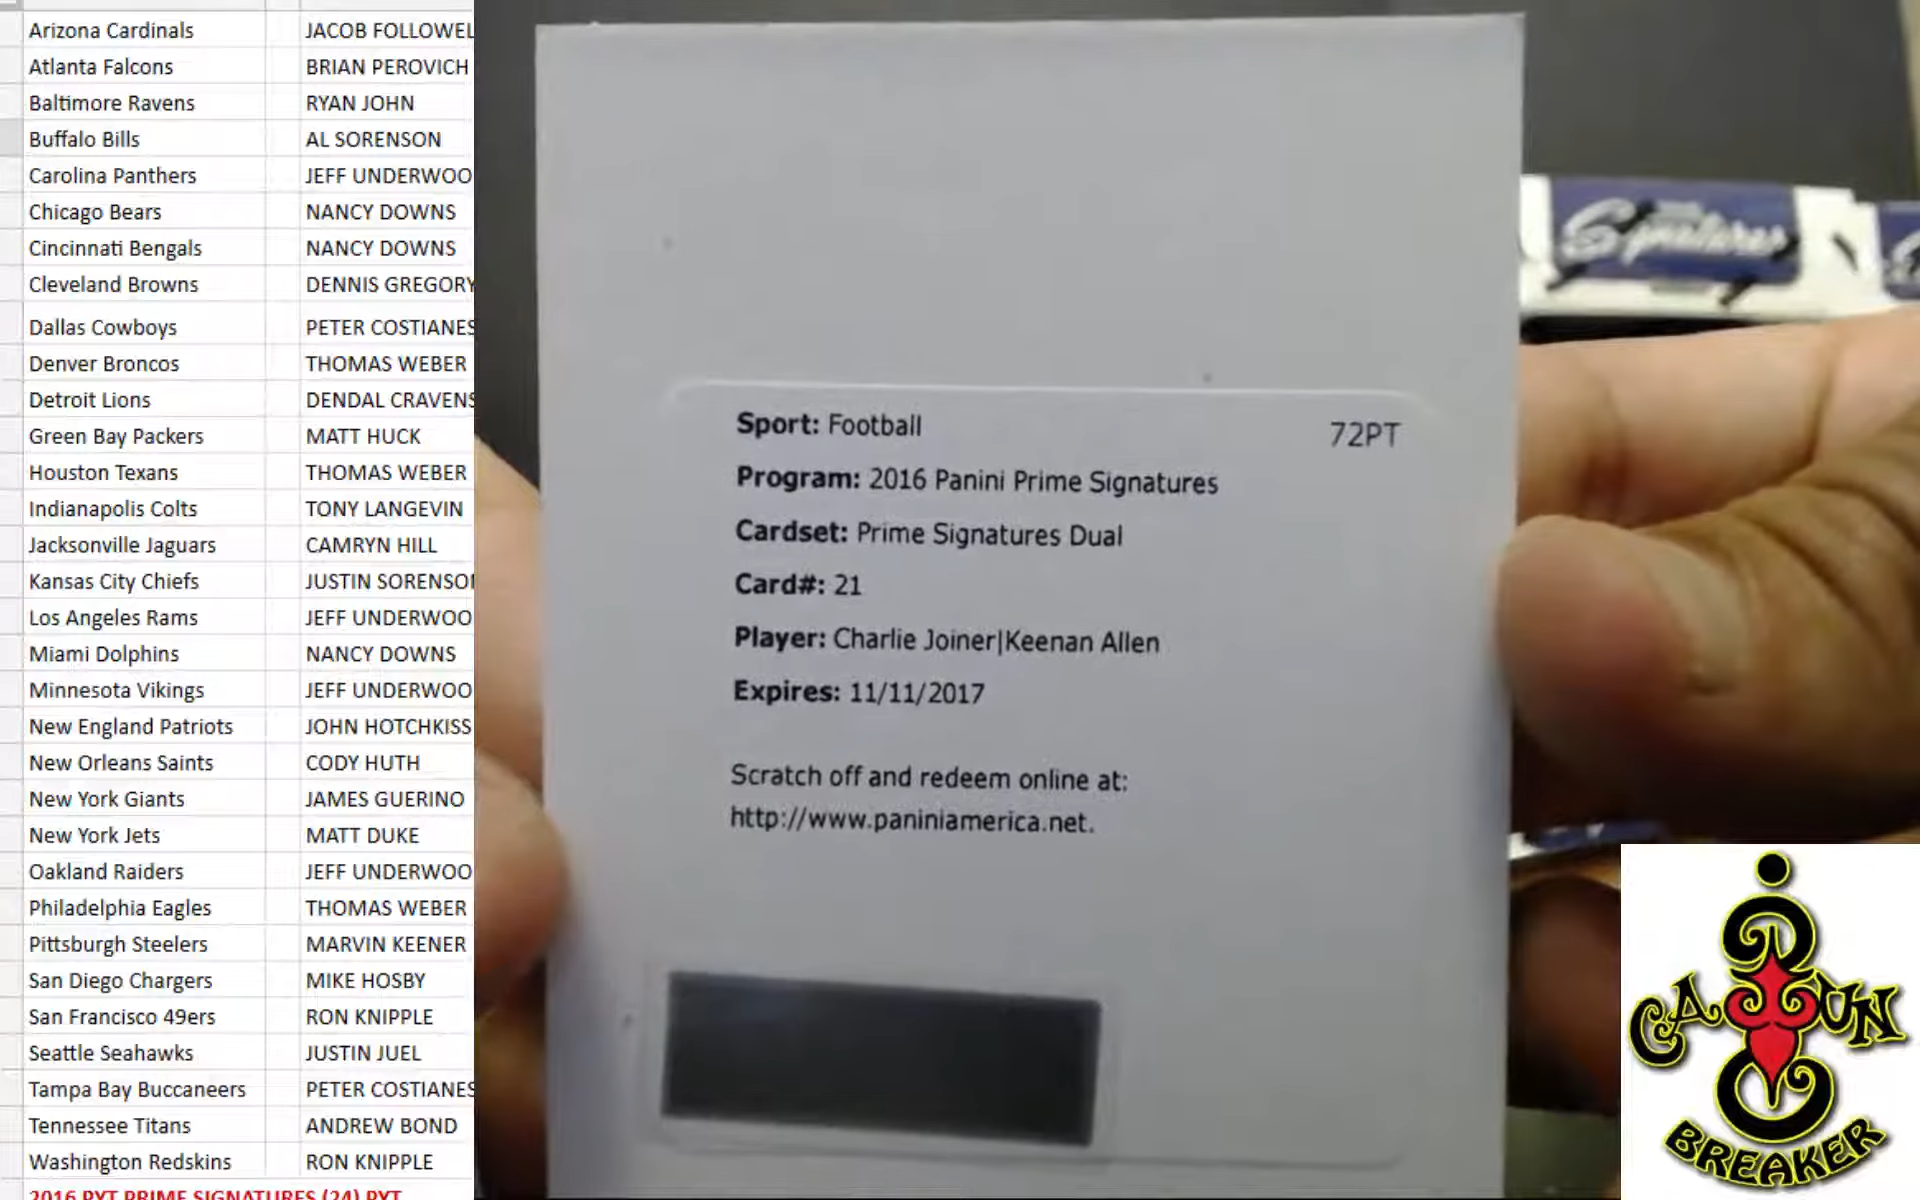 Arizona Cardinals JACOB FOLLOWEL
Atlanta Falcons BRIAN PEROVICH
Baltimore Ravens RYAN JOHN
Buffalo Bills AL SORENSON
Carolina Panthers JEFF UNDERWOO
Chicago Bears NANCY DOWNS
Cincinnati Bengals NANCY DOWNS
Cleveland Browns DENNIS GREGORY
Dallas Cowboys PETER COSTIANES
Denver Broncos THOMAS WEBER
Detroit Lions DENDAL CRAVENS
Green Bay Packers MATT HUCK
Houston Texans THOMAS WEBER
Indianapolis Colts TONY LANGEVIN
Jacksonville Jaguars CAMRYN HILL
Kansas City Chiefs JUSTIN SORENSON
Los Angeles Rams JEFF UNDERWOO
Miami Dolphins NANCY DOWNS
Minnesota Vikings JEFF UNDERWOO
New England Patriots JOHN HOTCHKISS
New Orleans Saints CODY HUTH
New York Giants JAMES GUERINO
New York Jets MATT DUKE
Oakland Raiders JEFF UNDERWOO
Philadelphia Eagles THOMAS WEBER
Pittsburgh Steelers MARVIN KEENER
San Diego Chargers MIKE HOSBY
San Francisco 49ers RON KNIPPLE
Seattle Seahawks JUSTIN JUEL
Tampa Bay Buccaneers PETER COSTIANES
Tennessee Titans ANDREW BOND
Washington Redskins RON KNIPPLE
2016 PYT PRIME SIGNATURES (24) PYT
Signatures
Sport: Football
72PT
Program: 2016 Panini Prime Signatures
Cardset: Prime Signatures Dual
Card#: 21
Player: Charlie Joiner|Keenan Allen
Expires: 11/11/2017
Scratch off and redeem online at:
http://www.paniniamerica.net.
CAJUN
BREAKER